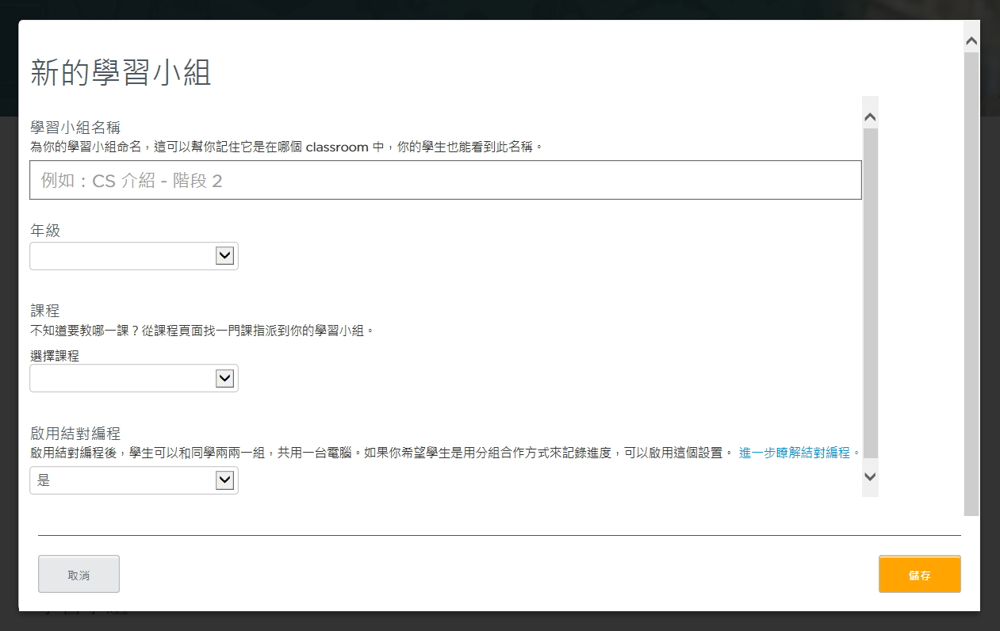 新的學習小組
學習小組名稱
為你的學習小組命名，這可以幫你記住它是在哪個 classroom 中，你的學生也能看到此名稱。
例如：CS 介紹 - 階段 2
年級
課程
不知道要教哪一課？從課程頁面找一門課指派到你的學習小組。
選擇課程
啟用結對編程
啟用結對編程後，學生可以和同學兩兩一組，共用一台電腦。如果你希望學生是用分組合作方式來記錄進度，可以啟用這個設置。 進一步瞭解結對編程。
是
取消
儲存